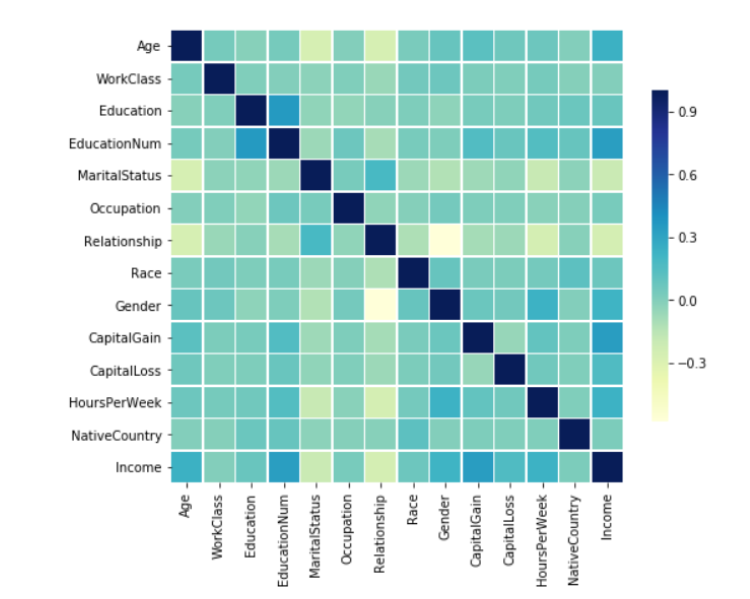 Age
WorkClass
Education
EducationNum
MaritalStatus
Occupation
Relationship
Race
Gender
CapitalGain
CapitalLoss
HoursPerWeek
NativeCountry
Income
0.9
0.6
0.3
0.0
−0.3
Age
WorkClass
Education
EducationNum
MaritalStatus
Occupation
Relationship
Race
Gender
CapitalGain
CapitalLoss
HoursPerWeek
NativeCountry
Income